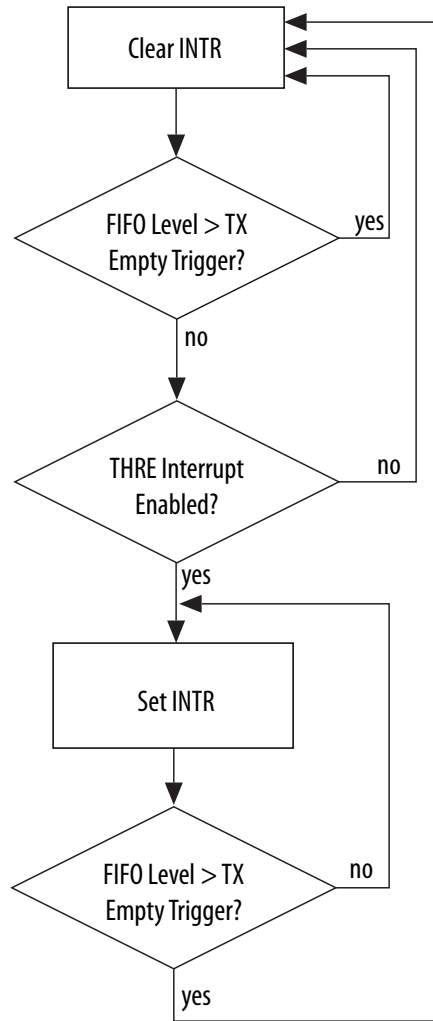 Clear INTR
FIFO Level > TX
Empty Trigger?
yes
no
THRE Interrupt
Enabled?
no
yes
Set INTR
FIFO Level > TX
Empty Trigger?
no
yes